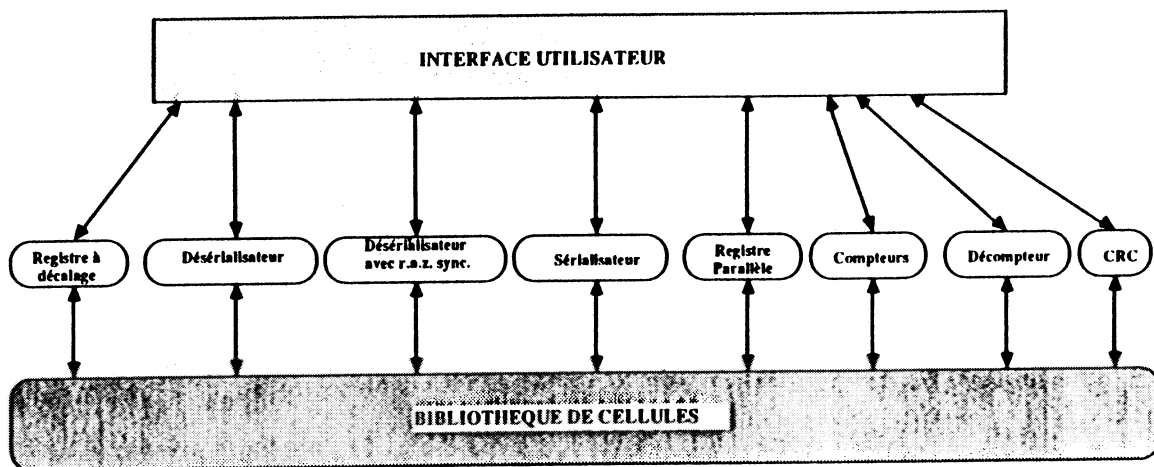 INTERFACE UTILISATEUR
Registre à
décalage
Désérialisateur
Désérialisateur
avec r.a.z. sync.
Sérialisateur
Registre
Parallèle
Compteurs
Décompteur
CRC
BIBLIOTHEQUE DE CELLULES